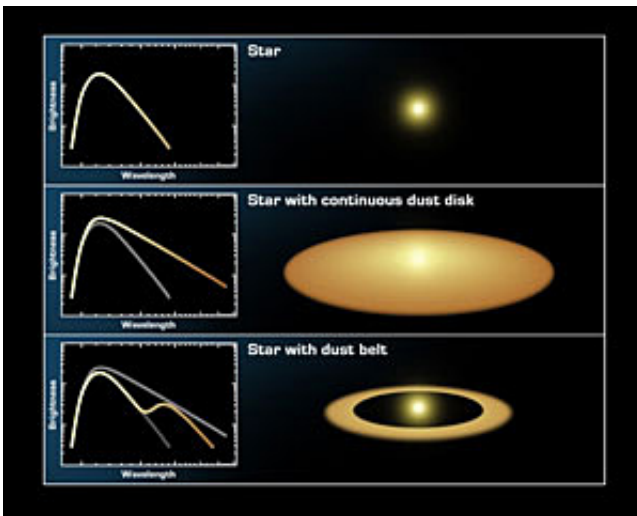 Star
Brightness
Wavelength
Star with continuous dust disk
Brightness
Wavelength
Star with dust belt
Brightness
Wavelength